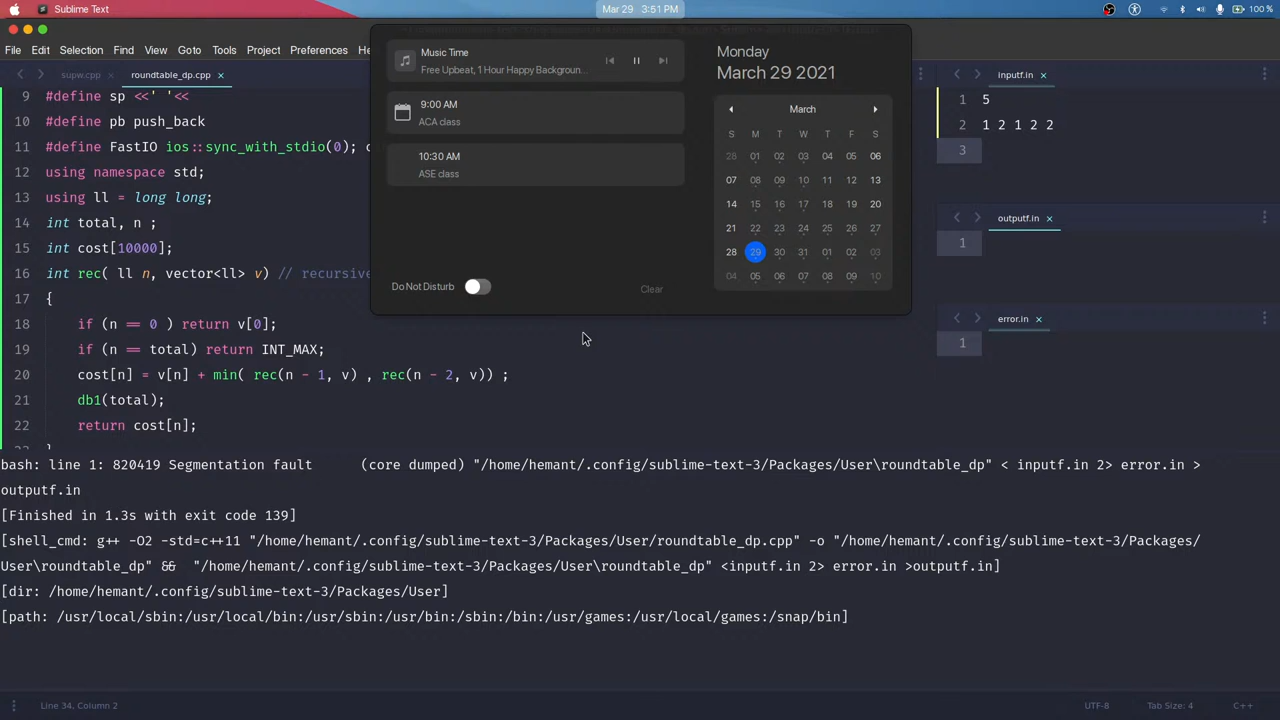 Sublime Text
Mar 29 3:51 PM
100 %
File Edit Selection Find View Goto Tools Project Preferences He
supw.cpp
roundtable_dp.cpp
9 #define sp <<' '<<
10 #define pb push_back
11 #define FastIO ios::sync_with_stdio(0); c
12 using namespace std;
13 using ll = long long;
14 int total, n ;
15 int cost[10000];
16 int rec( ll n, vector<ll> v) // recursive
17 {
18 if (n == 0 ) return v[0];
19 if (n == total) return INT_MAX;
20 cost[n] = v[n] + min( rec(n - 1, v) , rec(n - 2, v)) ;
21 db1(total);
22 return cost[n];
Music Time
Free Upbeat, 1 Hour Happy Backgroun...
9:00 AM
ACA class
10:30 AM
ASE class
Do Not Disturb
Clear
Monday
March 29 2021
March
S M T W T F S
28 01 02 03 04 05 06
07 08 09 10 11 12 13
14 15 16 17 18 19 20
21 22 23 24 25 26 27
28 29 30 31 01 02 03
04 05 06 07 08 09 10
inputf.in
1 5
2 1 2 1 2 2
3
outputf.in
1
error.in
1
bash: line 1: 820419 Segmentation fault (core dumped) "/home/hemant/.config/sublime-text-3/Packages/User\roundtable_dp" < inputf.in 2> error.in >
outputf.in
[Finished in 1.3s with exit code 139]
[shell_cmd: g++ -O2 -std=c++11 "/home/hemant/.config/sublime-text-3/Packages/User/roundtable_dp.cpp" -o "/home/hemant/.config/sublime-text-3/Packages/
User\roundtable_dp" && "/home/hemant/.config/sublime-text-3/Packages/User\roundtable_dp" <inputf.in 2> error.in >outputf.in]
[dir: /home/hemant/.config/sublime-text-3/Packages/User]
[path: /usr/local/sbin:/usr/local/bin:/usr/sbin:/usr/bin:/sbin:/bin:/usr/games:/usr/local/games:/snap/bin]
Line 34, Column 2
UTF-8
Tab Size: 4
C++